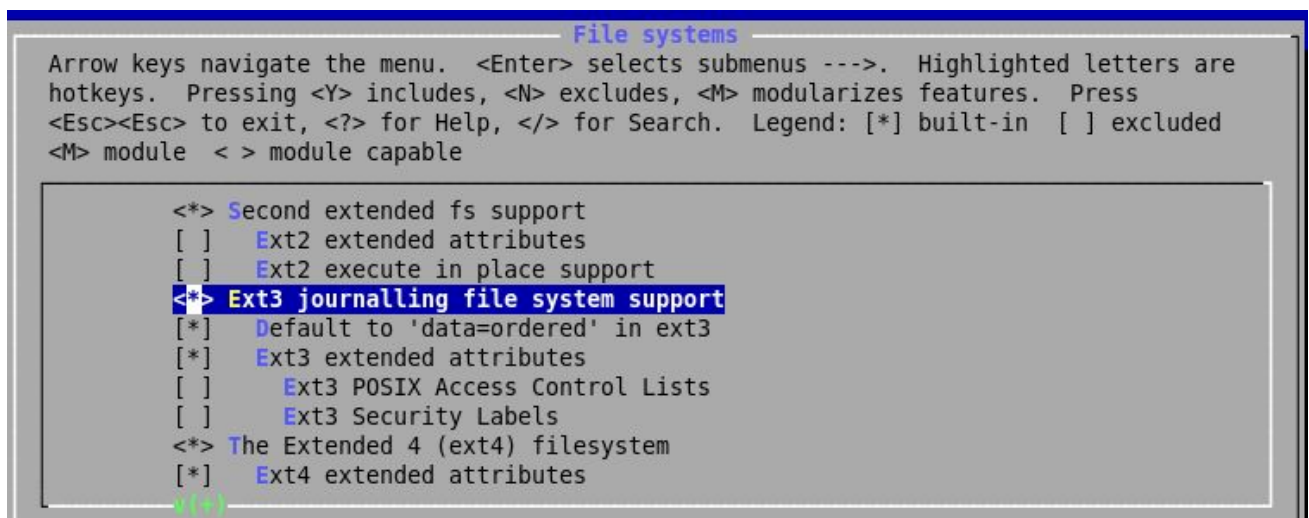 File systems
Arrow keys navigate the menu.  <Enter> selects submenus --->.  Highlighted letters are
hotkeys.  Pressing <Y> includes, <N> excludes, <M> modularizes features.  Press
<Esc><Esc> to exit, <?> for Help, </> for Search.  Legend: [*] built-in  [ ] excluded
<M> module  < > module capable
<*> Second extended fs support
[ ]   Ext2 extended attributes
[ ]   Ext2 execute in place support
<*> Ext3 journalling file system support
[*]   Default to 'data=ordered' in ext3
[*]   Ext3 extended attributes
[ ]     Ext3 POSIX Access Control Lists
[ ]     Ext3 Security Labels
<*> The Extended 4 (ext4) filesystem
[*]   Ext4 extended attributes
v(+)